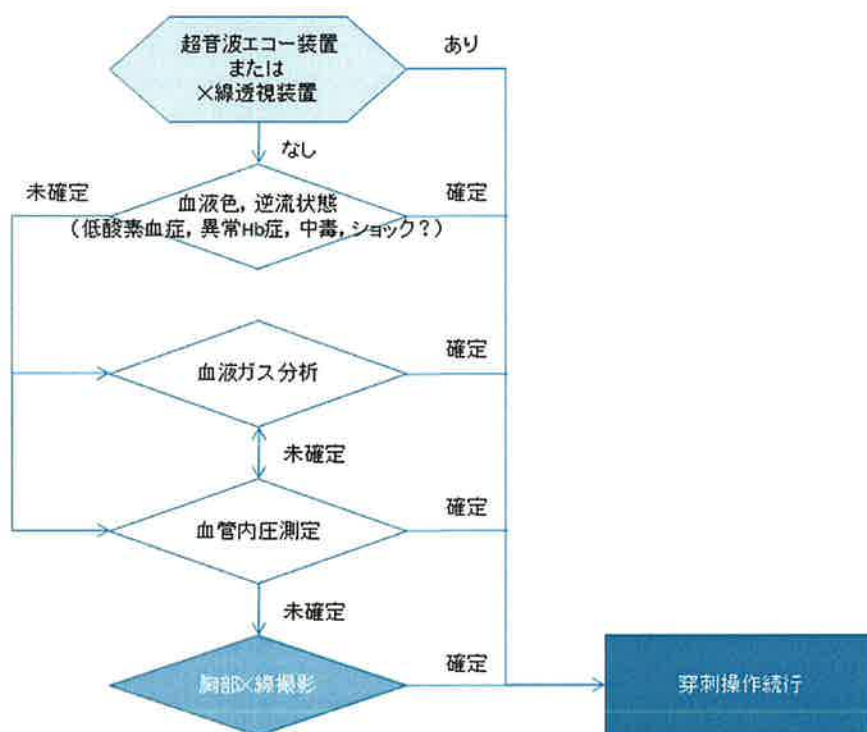 超音波エコー装置
または
X線透視装置
あり
なし
未確定
血液色，逆流状態
（低酸素血症，異常Hb症，中毒，ショック？）
確定
血液ガス分析
確定
未確定
血管内圧測定
確定
未確定
胸部X線撮影
確定
穿刺操作続行